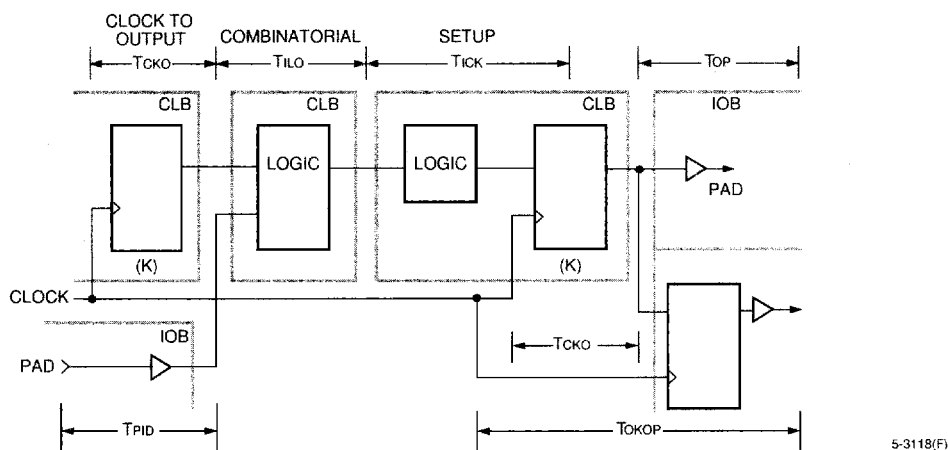 CLOCK TO
OUTPUT
COMBINATORIAL
SETUP
TCKO
TILO
TICK
TOP
CLB
CLB
CLB
IOB
LOGIC
LOGIC
PAD
(K)
(K)
CLOCK
IOB
PAD
TCKO
TPID
TOKOP
5-3118(F)